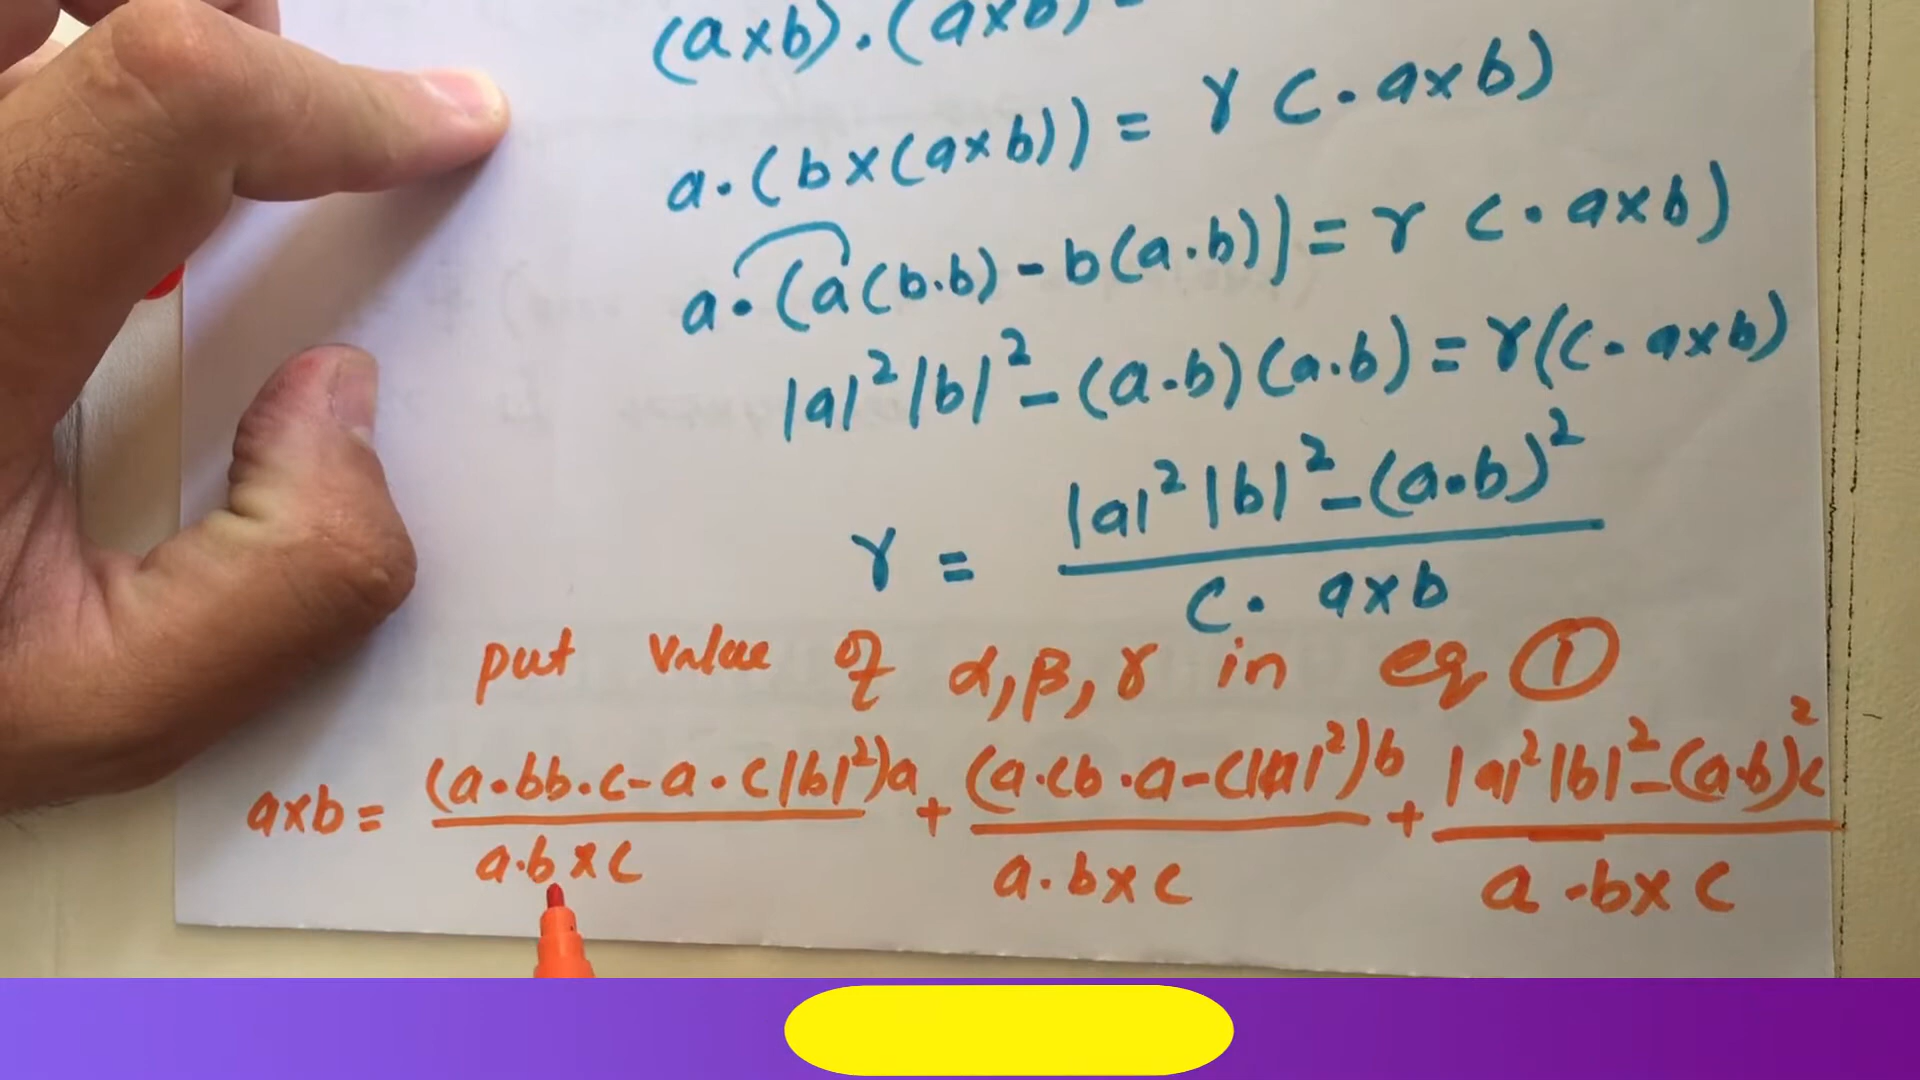 (a×b).(a×b) =
a.(b×(a×b)) = γ c.a×b)
a.(a(b.b) - b(a.b)) = γ c.a×b)
|a|²|b|² - (a.b)(a.b) = γ(c.a×b)
γ = |a|²|b|² - (a.b)² / c. a×b
put value of α, β, γ in eq ①
a×b = (a.bb.c - a.c|b|²)a / a.b×c + (a.cb.a - c|a|²)b / a.b×c + |a|²|b|² - (a.b)²c / a.b×c